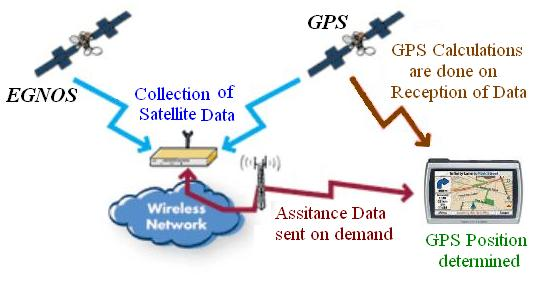 EGNOS
GPS
GPS Calculations
are done on
Reception of Data
Collection of
Satellite Data
Wireless
Network
Assitance Data
sent on demand
GPS Position
determined